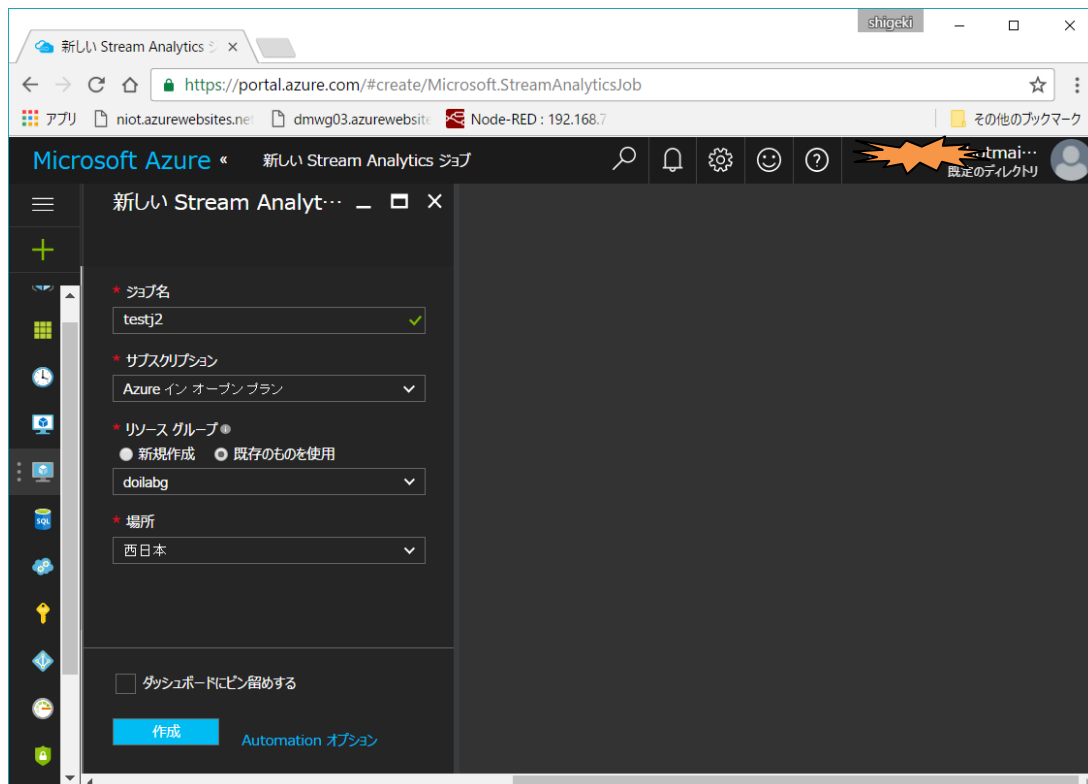 shigeki
新しい Stream Analytics ジ
https://portal.azure.com/#create/Microsoft.StreamAnalyticsJob
アプリ niot.azurewebsites.net dmwg03.azurewebsite Node-RED : 192.168.7 その他のブックマーク
Microsoft Azure « 新しい Stream Analytics ジョブ
otmai…
既定のディレクトリ
新しい Stream Analyt…
* ジョブ名
testj2
* サブスクリプション
Azure イン オープン プラン
* リソース グループ
新規作成 既存のものを使用
doilabg
* 場所
西日本
SQL
ダッシュボードにピン留めする
作成
Automation オプション